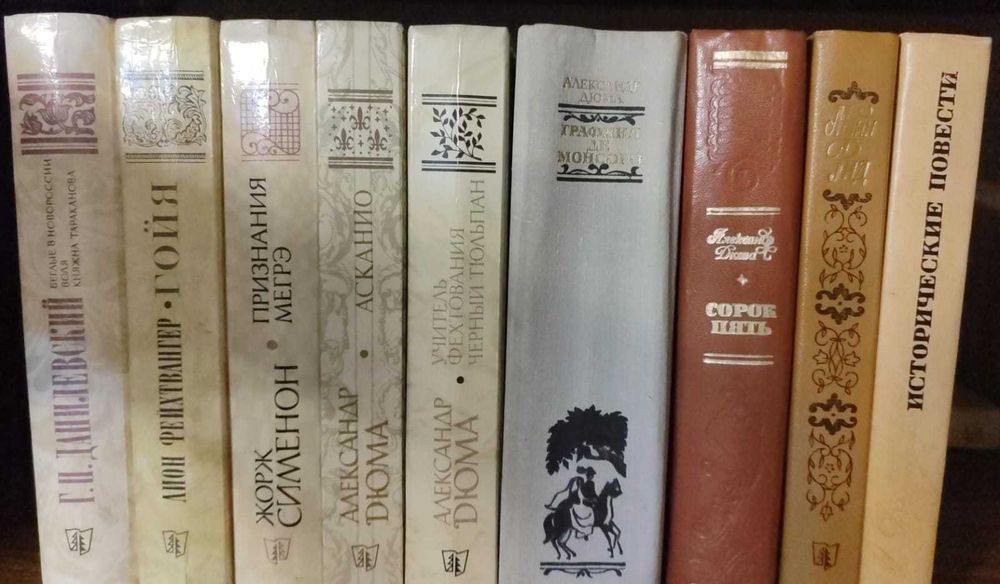 Г.П. ДАНИЛЕВСКИЙ
БЕГЛЫЕ В НОВОРОССИИ
ВОЛЯ
КНЯЖНА ТАРАКАНОВА
ЛИОН ФЕЙХТВАНГЕР • ГОЙЯ
ЖОРЖ
СИМЕНОН •
ПРИЗНАНИЯ
МЕГРЭ
АЛЕКСАНДР
ДЮМА •
АСКАНИО
АЛЕКСАНДР
ДЮМА •
УЧИТЕЛЬ
ФЕХТОВАНИЯ
ЧЕРНЫЙ ТЮЛЬПАН
АЛЕКСАНДР
ДЮМА
ГРАФИНЯ
ДЕ
МОНСОРО
Александр
Дюма
СОРОК
ПЯТЬ
ИСТОРИЧЕСКИЕ ПОВЕСТИ